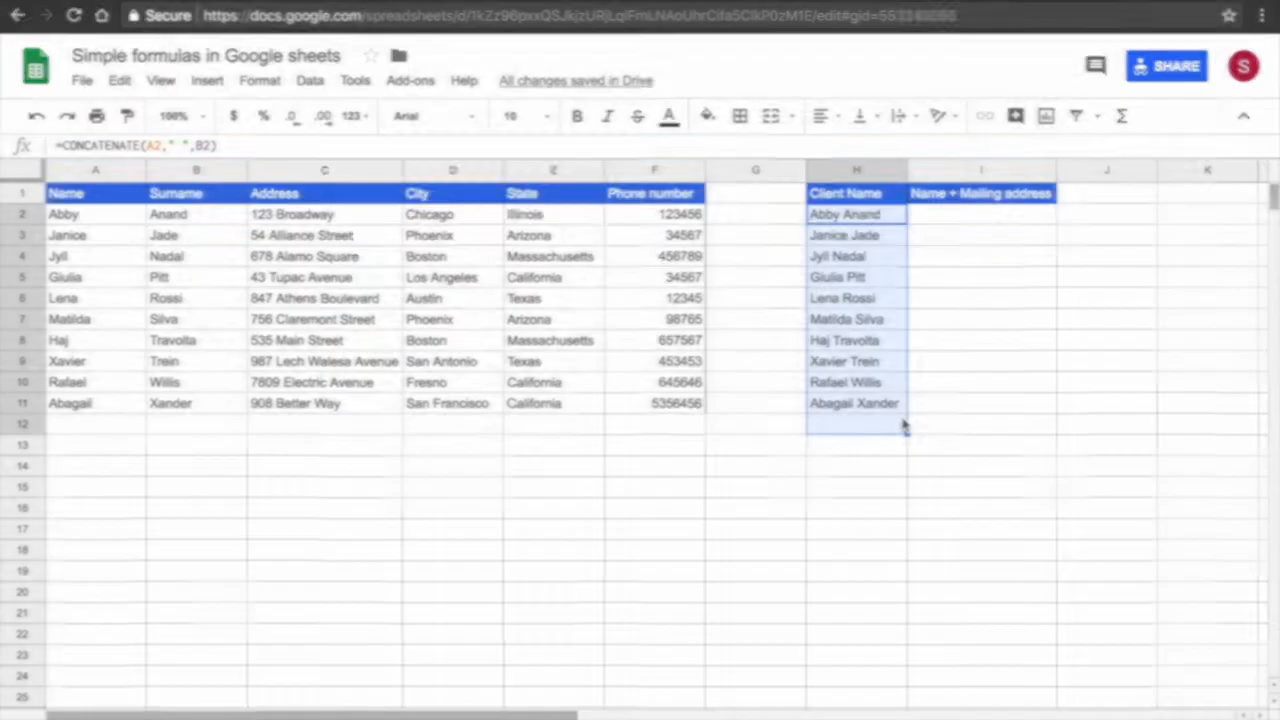 Secure https://docs.google.com/spreadsheets/d/
Simple formulas in Google sheets
SHARE S
File Edit View Insert Format Data Tools Add-ons Help All changes saved in Drive
100% $ % .0 .00 123 Arial 10 B I S A Σ
fx =CONCATENATE(A2," ",B2)
A B C D E F G H I J K
1 Name Surname Address City State Phone number Client Name Name + Mailing address
2 Abby Anand 123 Broadway Chicago Illinois 123456 Abby Anand
3 Janice Jade 54 Alliance Street Phoenix Arizona 34567 Janice Jade
4 Jyll Nadal 678 Alamo Square Boston Massachusetts 456789 Jyll Nadal
5 Giulia Pitt 43 Tupac Avenue Los Angeles California 34567 Giulia Pitt
6 Lena Rossi 847 Athens Boulevard Austin Texas 12345 Lena Rossi
7 Matilda Silva 756 Claremont Street Phoenix Arizona 98765 Matilda Silva
8 Haj Travolta 535 Main Street Boston Massachusetts 657567 Haj Travolta
9 Xavier Trein 987 Lech Walesa Avenue San Antonio Texas 453453 Xavier Trein
10 Rafael Willis 7809 Electric Avenue Fresno California 645646 Rafael Willis
11 Abagail Xander 908 Better Way San Francisco California 5356456 Abagail Xander
12
13
14
15
16
17
18
19
20
21
22
23
24
25